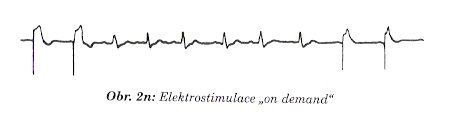 Obr. 2n: Elektrostimulace „on demand“